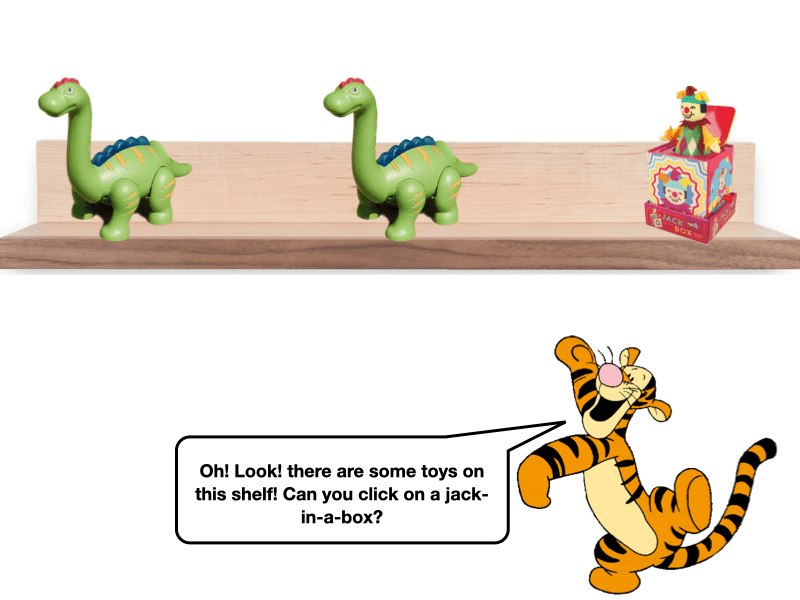 JACK
BOX
Oh! Look! there are some toys on
this shelf! Can you click on a jack-
in-a-box?